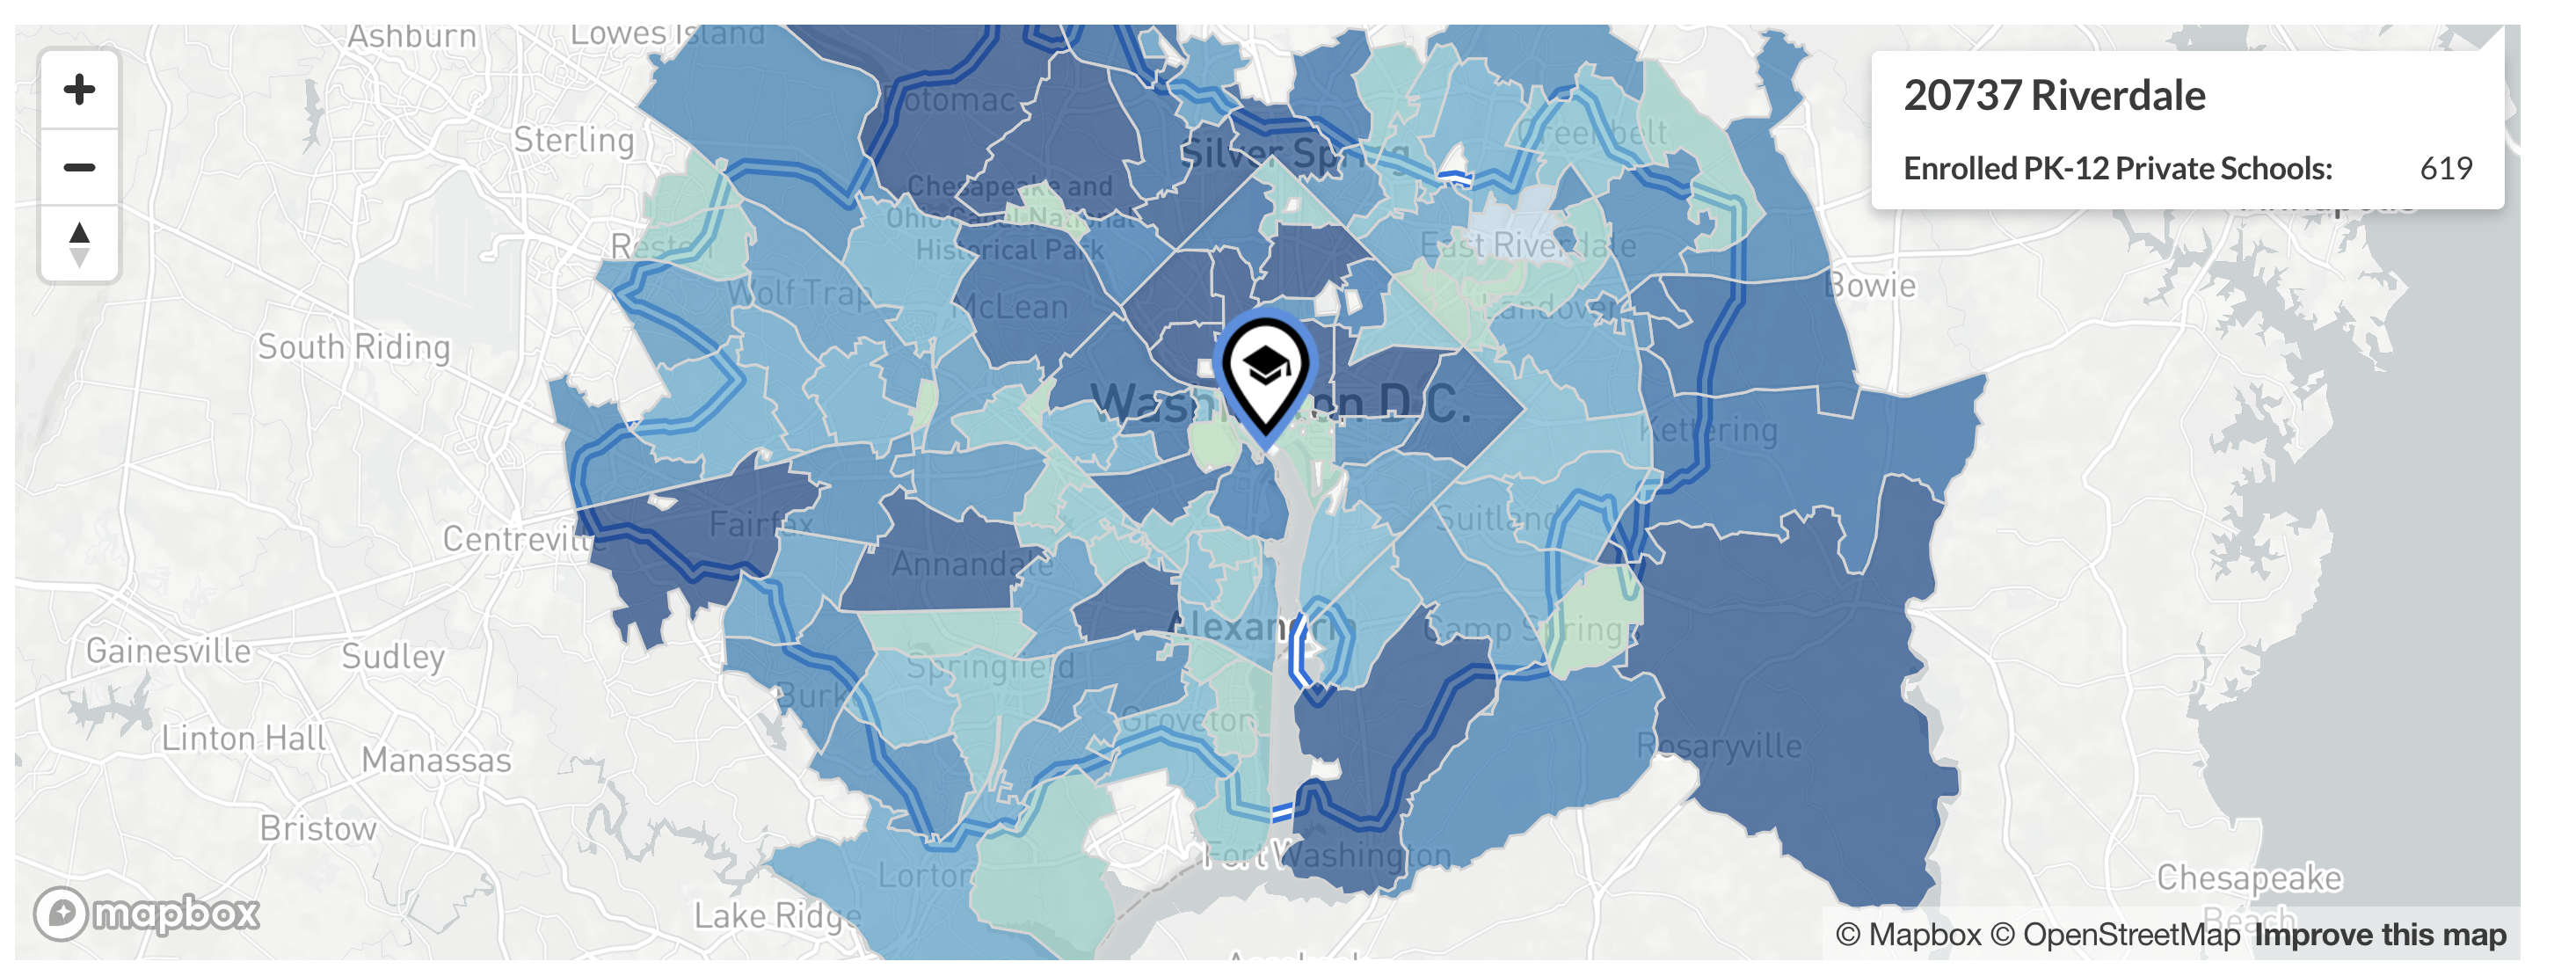 Ashburn
Lowes Island
20737 Riverdale
Enrolled PK-12 Private Schools: 619
Potomac
Sterling
Silver Spring
Greenbelt
Chesapeake and
Ohio Canal National
Historical Park
East Riverdale
Wolf Trap
McLean
Landover
Bowie
South Riding
Washington D.C.
Kettering
Fairfax
Suitland
Centreville
Annandale
Alexandria
Camp Springs
Gainesville
Sudley
Springfield
Burke
Groveton
Linton Hall
Rosaryville
Manassas
Bristow
Fort Washington
Lorton
Chesapeake
Beach
Lake Ridge
mapbox
© Mapbox © OpenStreetMap Improve this map